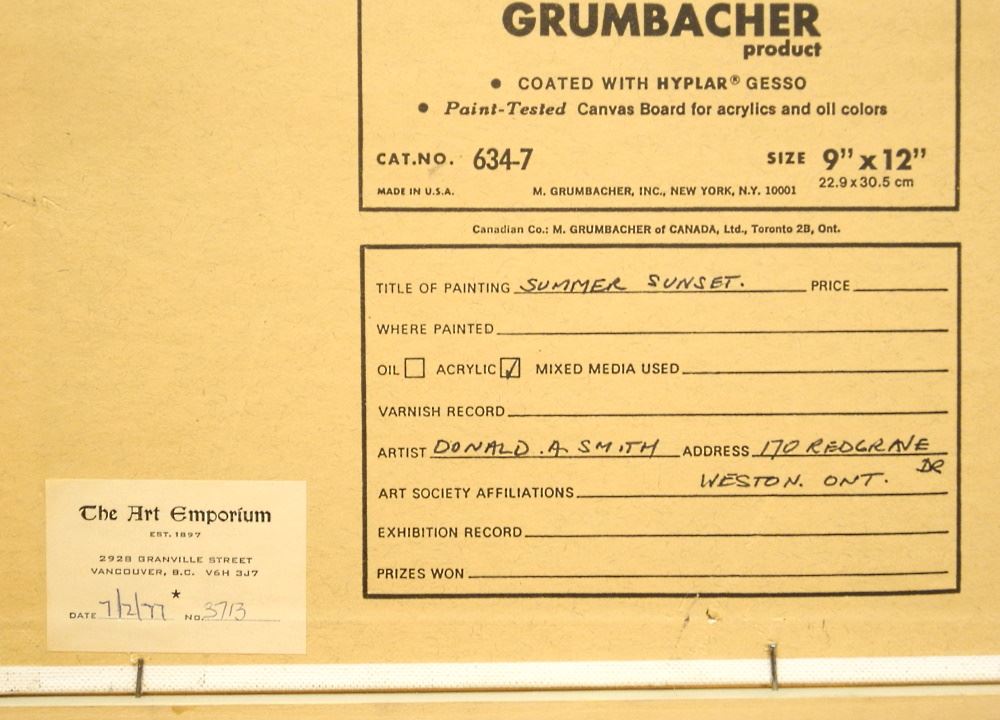 GRUMBACHER
product
• COATED WITH HYPLAR® GESSO
• Paint-Tested Canvas Board for acrylics and oil colors
CAT.NO. 634-7 SIZE 9" x 12"
22.9 x 30.5 cm
MADE IN U.S.A. M. GRUMBACHER, INC., NEW YORK, N.Y. 10001
Canadian Co.: M. GRUMBACHER of CANADA, Ltd., Toronto 2B, Ont.
TITLE OF PAINTING SUMMER SUNSET. PRICE
WHERE PAINTED
OIL ACRYLIC MIXED MEDIA USED
VARNISH RECORD
ARTIST DONALD. A. SMITH ADDRESS 170 REDGRAVE DR
WESTON. ONT.
ART SOCIETY AFFILIATIONS
EXHIBITION RECORD
PRIZES WON
The Art Emporium
EST. 1897
2928 GRANVILLE STREET
VANCOUVER, B.C. V6H 3J7
*
DATE 7/2/77 NO. 3713